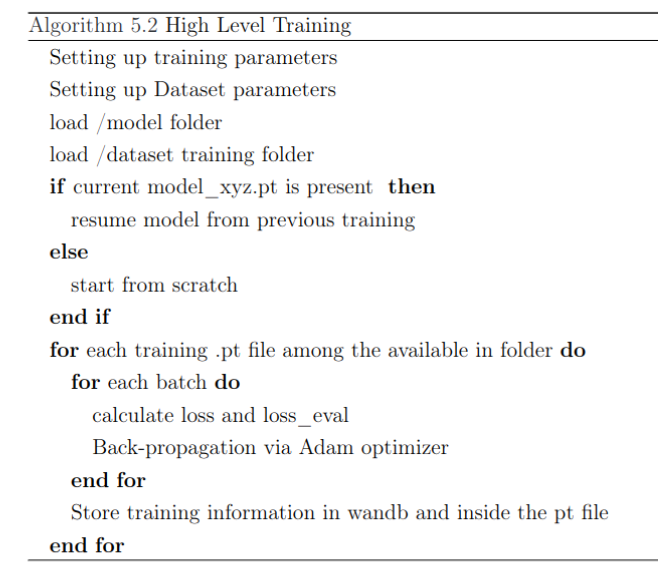 Algorithm 5.2 High Level Training
Setting up training parameters
Setting up Dataset parameters
load /model folder
load /dataset training folder
if current model_xyz.pt is present then
resume model from previous training
else
start from scratch
end if
for each training .pt file among the available in folder do
for each batch do
calculate loss and loss_eval
Back-propagation via Adam optimizer
end for
Store training information in wandb and inside the pt file
end for